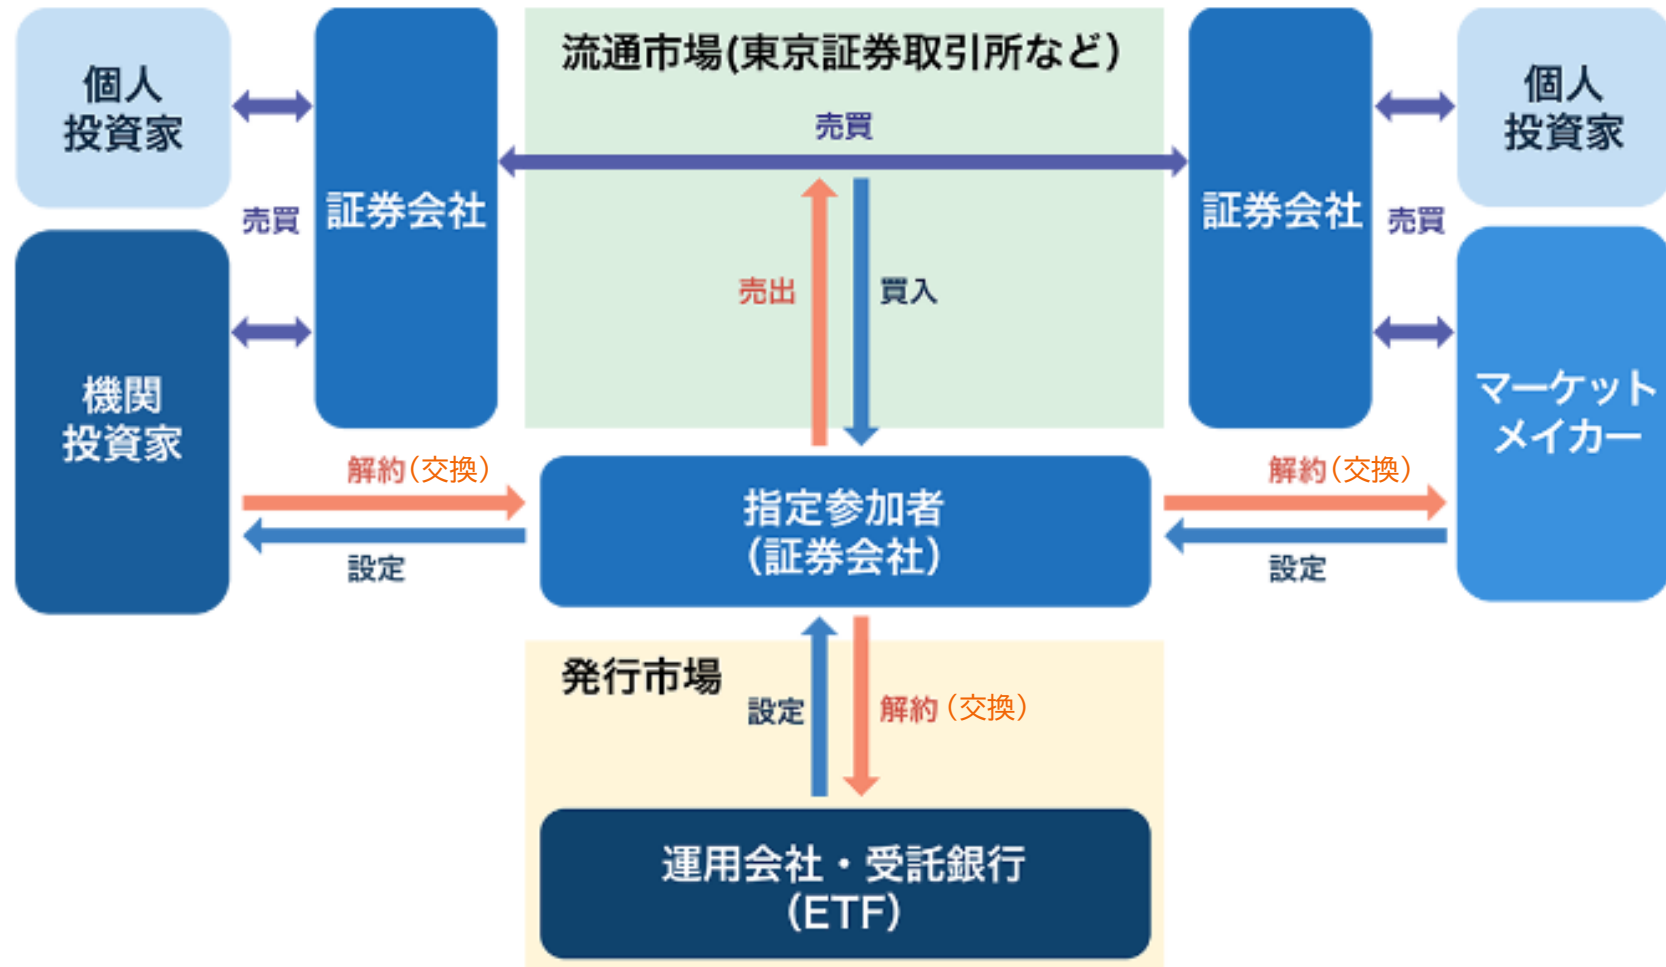 個人
投資家
証券会社
流通市場(東京証券取引所など）
売買
証券会社
個人
投資家
売買
売買
売出
買入
機関
投資家
マーケット
メイカー
解約（交換）
設定
指定参加者
（証券会社）
解約（交換）
設定
発行市場
設定
解約（交換）
運用会社・受託銀行
(ETF)